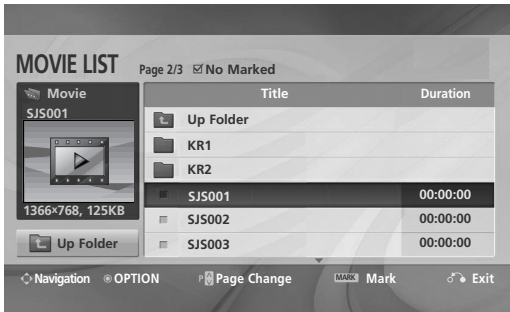 MOVIE LIST Page 2/3 No Marked
Movie
SJS001
1366×768, 125KB
Up Folder
Title Duration
Up Folder
KR1
KR2
SJS001 00:00:00
SJS002 00:00:00
SJS003 00:00:00
Navigation OPTION P Page Change MARK Mark Exit